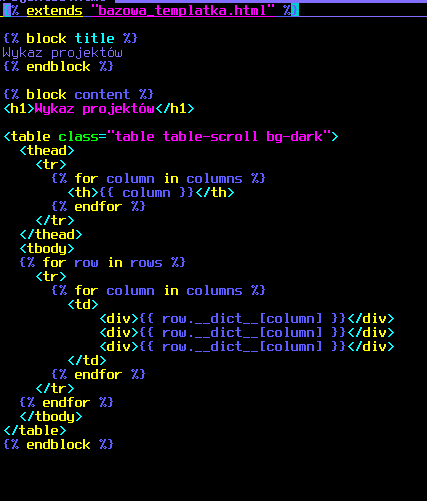 {% extends "bazowa_templatka.html" %}
{% block title %}
Wykaz projektów
{% endblock %}
{% block content %}
<h1>Wykaz projektów</h1>
<table class="table table-scroll bg-dark">
<thead>
<tr>
{% for column in columns %}
<th>{{ column }}</th>
{% endfor %}
</tr>
</thead>
<tbody>
{% for row in rows %}
<tr>
{% for column in columns %}
<td>
<div>{{ row.__dict__[column] }}</div>
<div>{{ row.__dict__[column] }}</div>
<div>{{ row.__dict__[column] }}</div>
</td>
{% endfor %}
</tr>
{% endfor %}
</tbody>
</table>
{% endblock %}